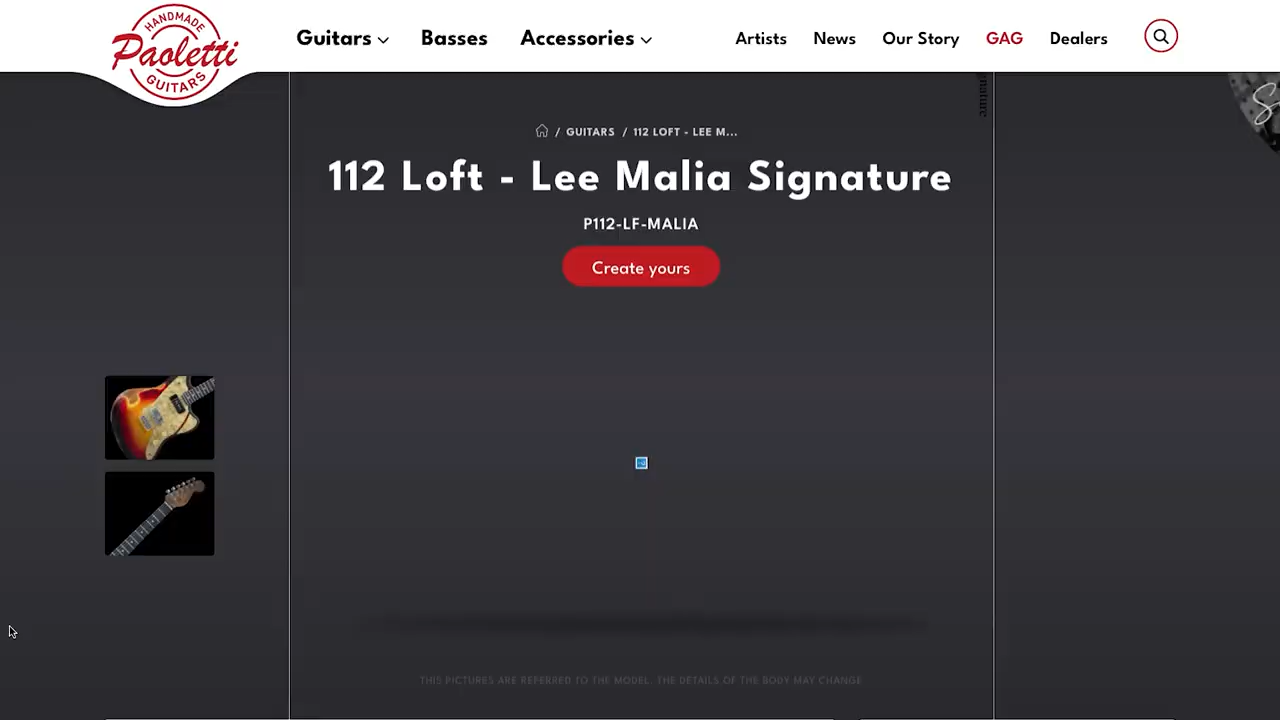 HANDMADE
Paoletti
GUITARS
Guitars
Basses
Accessories
Artists
News
Our Story
GAG
Dealers
/ GUITARS / 112 LOFT - LEE M...
112 Loft - Lee Malia Signature
P112-LF-MALIA
Create yours
THIS PICTURES ARE REFERRED TO THE MODEL. THE DETAILS OF THE BODY MAY CHANGE